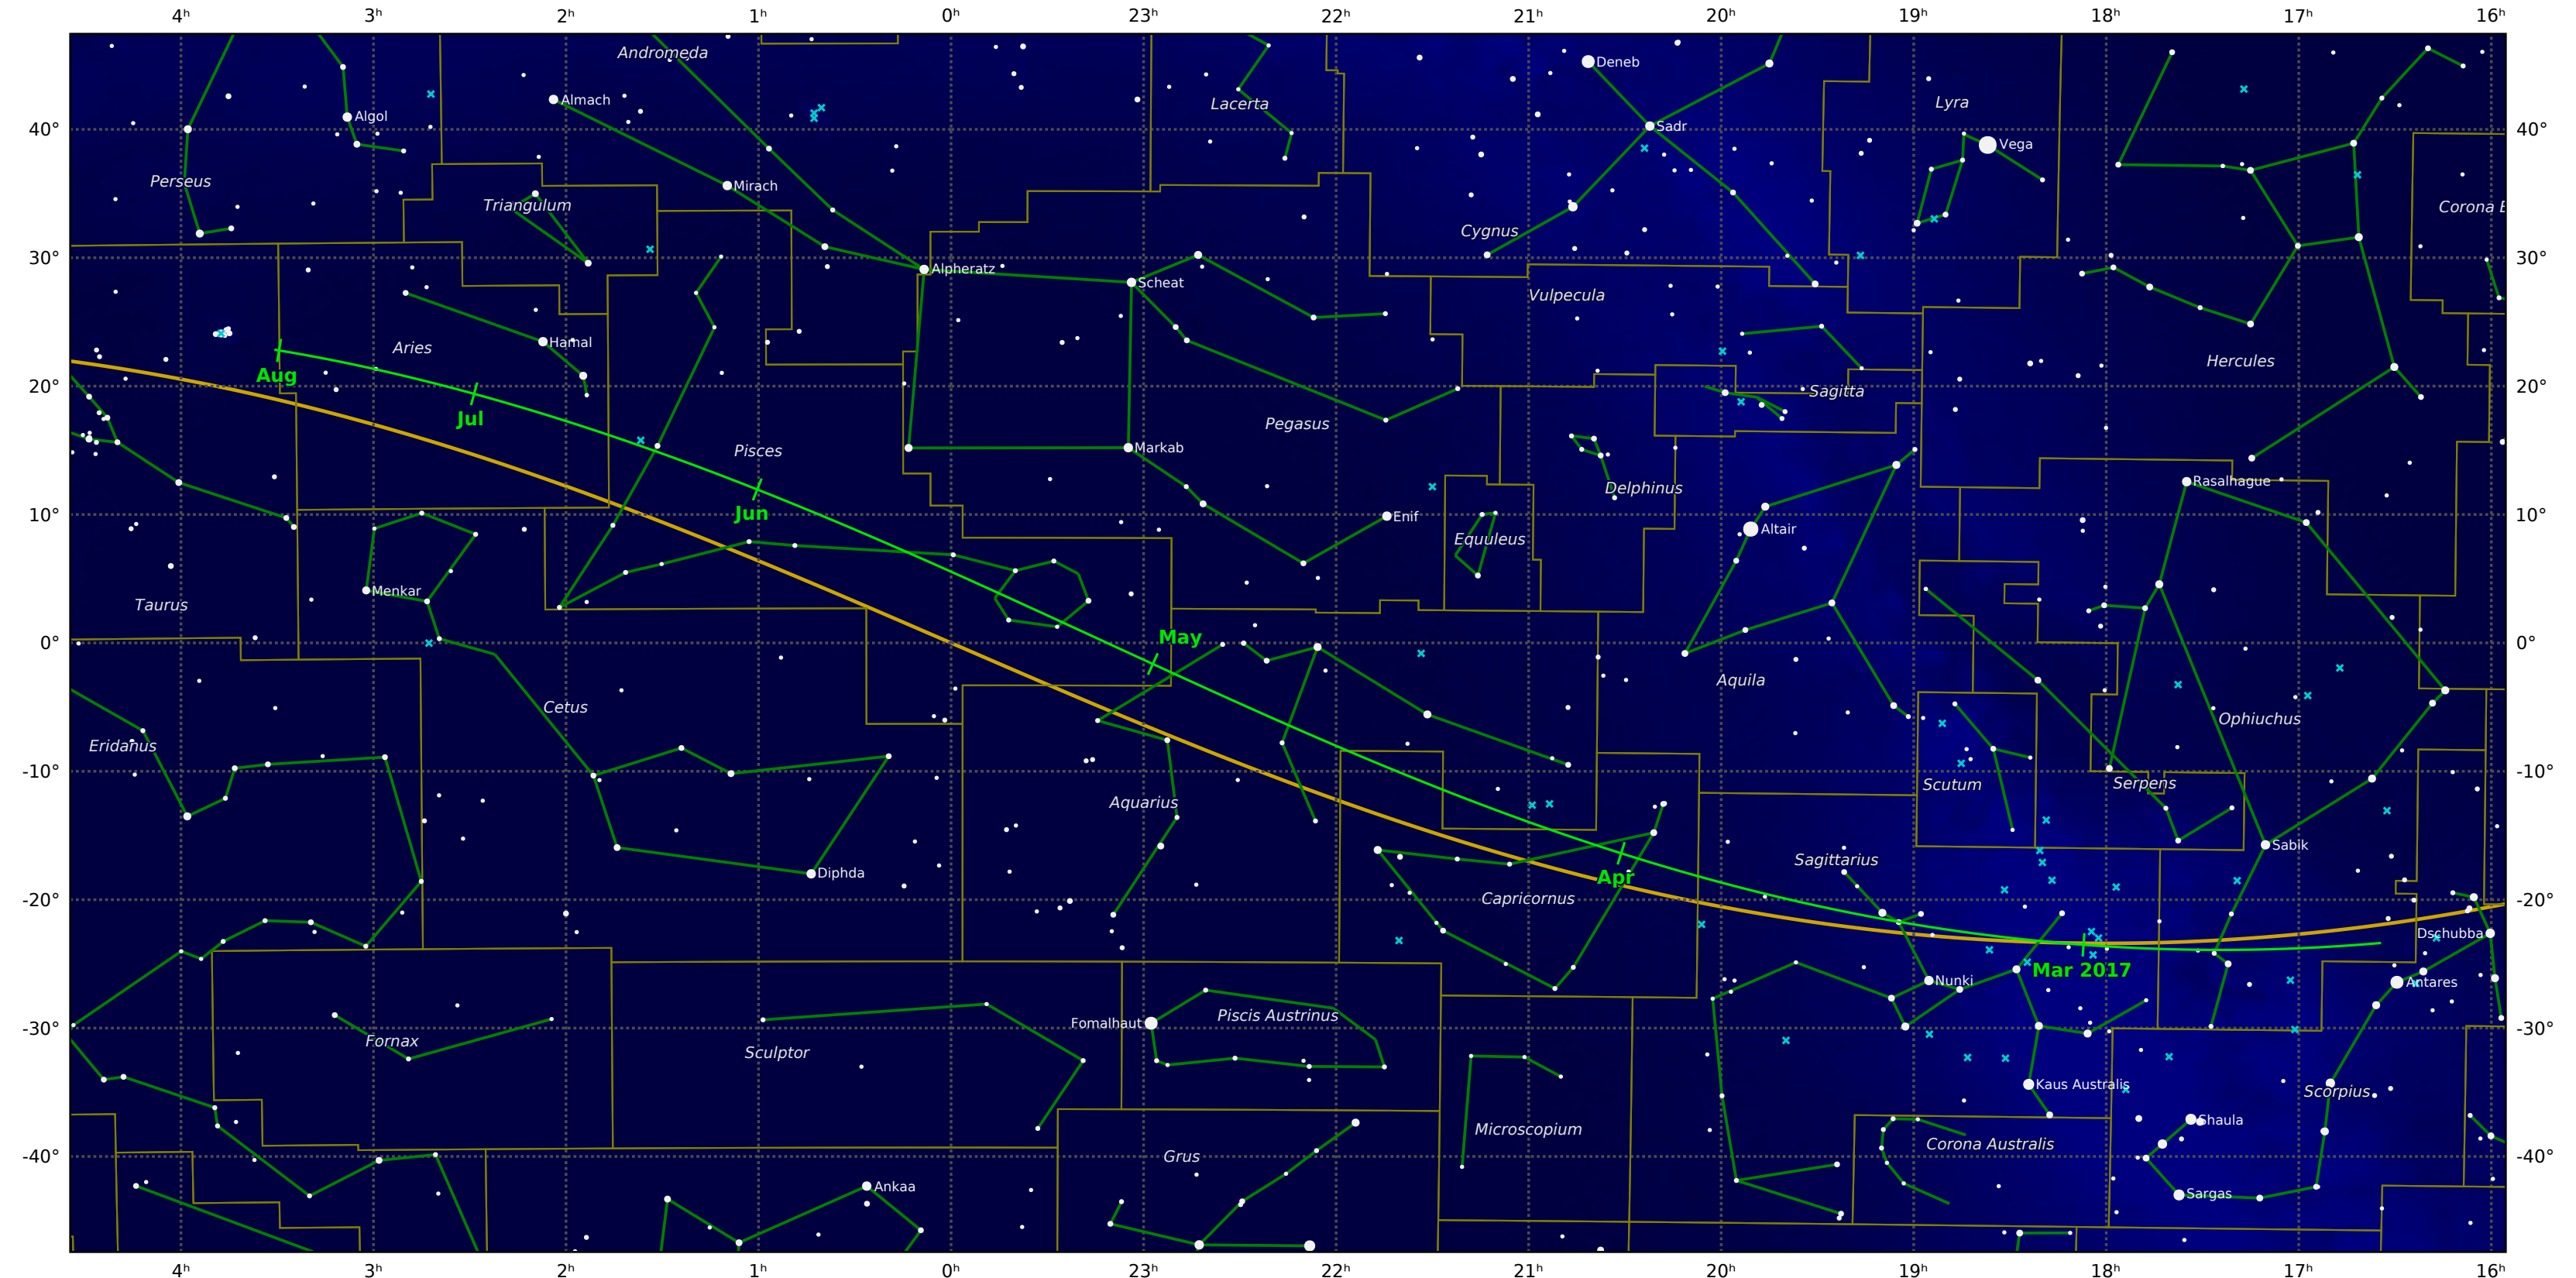 4ʰ 3ʰ 2ʰ 1ʰ 0ʰ 23ʰ 22ʰ 21ʰ 20ʰ 19ʰ 18ʰ 17ʰ 16ʰ
Andromeda
Deneb
Almach
Lacerta
Lyra
Algol
40° Sadr 40°
Vega
Perseus
Mirach
Triangulum
Corona B
Cygnus
30° 30°
Alpheratz
Scheat
Vulpecula
Hamal
Aries
Hercules
Aug
20° Sagitta 20°
Jul
Pegasus
Markab
Pisces
Rasalhague
Delphinus
Jun
10° Enif 10°
Altair
Equuleus
Menkar
Taurus
May
0° 0°
Aquila
Cetus
Ophiuchus
Eridanus
-10° -10°
Serpens
Scutum
Aquarius
Sabik
Sagittarius
Diphda
Apr
Capricornus
-20° -20°
Dschubba
Mar 2017
Nunki
Antares
Piscis Austrinus
Fomalhaut
-30° -30°
Fornax
Sculptor
Kaus Australis
Scorpius
Shaula
Microscopium
Corona Australis
-40° Grus -40°
Ankaa
Sargas
4ʰ 3ʰ 2ʰ 1ʰ 0ʰ 23ʰ 22ʰ 21ʰ 20ʰ 19ʰ 18ʰ 17ʰ 16ʰ